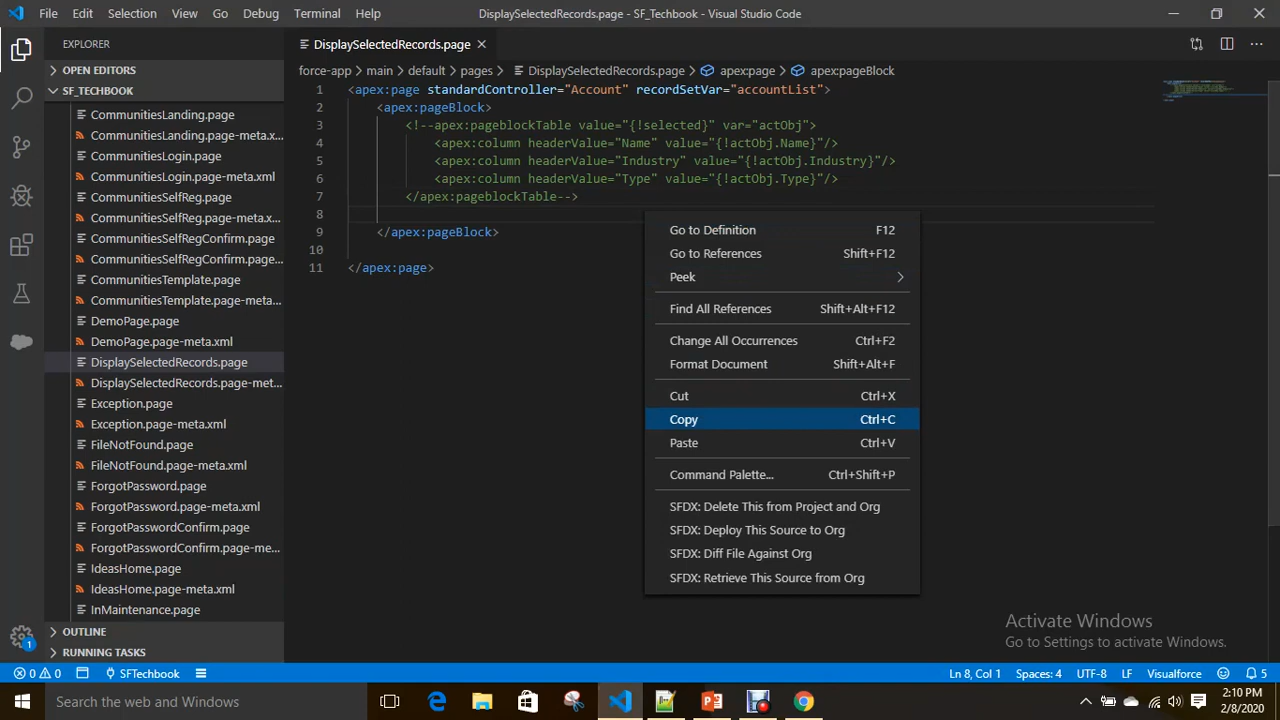 File Edit Selection View Go Debug Terminal Help
DisplaySelectedRecords.page - SF_Techbook - Visual Studio Code
EXPLORER
DisplaySelectedRecords.page
OPEN EDITORS
SF_TECHBOOK
force-app > main > default > pages > DisplaySelectedRecords.page > apex:page > apex:pageBlock
CommunitiesLanding.page
CommunitiesLanding.page-meta.x...
CommunitiesLogin.page
CommunitiesLogin.page-meta.xml
CommunitiesSelfReg.page
CommunitiesSelfReg.page-meta.x...
CommunitiesSelfRegConfirm.page
CommunitiesSelfRegConfirm.page...
CommunitiesTemplate.page
CommunitiesTemplate.page-meta....
DemoPage.page
DemoPage.page-meta.xml
DisplaySelectedRecords.page
DisplaySelectedRecords.page-met...
Exception.page
Exception.page-meta.xml
FileNotFound.page
FileNotFound.page-meta.xml
ForgotPassword.page
ForgotPassword.page-meta.xml
ForgotPasswordConfirm.page
ForgotPasswordConfirm.page-me...
IdeasHome.page
IdeasHome.page-meta.xml
InMaintenance.page
OUTLINE
RUNNING TASKS
1 <apex:page standardController="Account" recordSetVar="accountList">
2 <apex:pageBlock>
3 <!--apex:pageblockTable value="{!selected}" var="actObj">
4 <apex:column headerValue="Name" value="{!actObj.Name}"/>
5 <apex:column headerValue="Industry" value="{!actObj.Industry}"/>
6 <apex:column headerValue="Type" value="{!actObj.Type}"/>
7 </apex:pageblockTable-->
8
9 </apex:pageBlock>
10
11 </apex:page>
Go to Definition F12
Go to References Shift+F12
Peek
Find All References Shift+Alt+F12
Change All Occurrences Ctrl+F2
Format Document Shift+Alt+F
Cut Ctrl+X
Copy Ctrl+C
Paste Ctrl+V
Command Palette... Ctrl+Shift+P
SFDX: Delete This from Project and Org
SFDX: Deploy This Source to Org
SFDX: Diff File Against Org
SFDX: Retrieve This Source from Org
Activate Windows
Go to Settings to activate Windows.
1
0 0 SFTechbook Ln 8, Col 1 Spaces: 4 UTF-8 LF Visualforce 5
Search the web and Windows
2:10 PM
2/8/2020